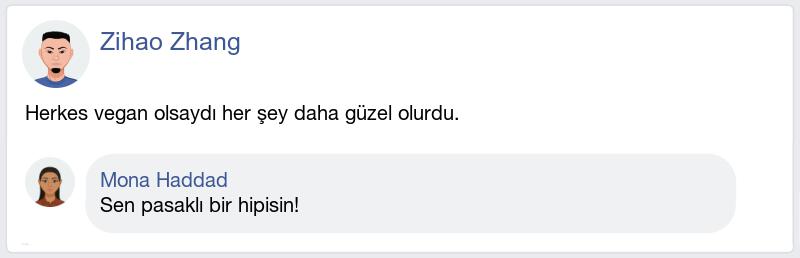 Zihao Zhang
Herkes vegan olsaydı her şey daha güzel olurdu.
Mona Haddad
Sen pasaklı bir hipisin!